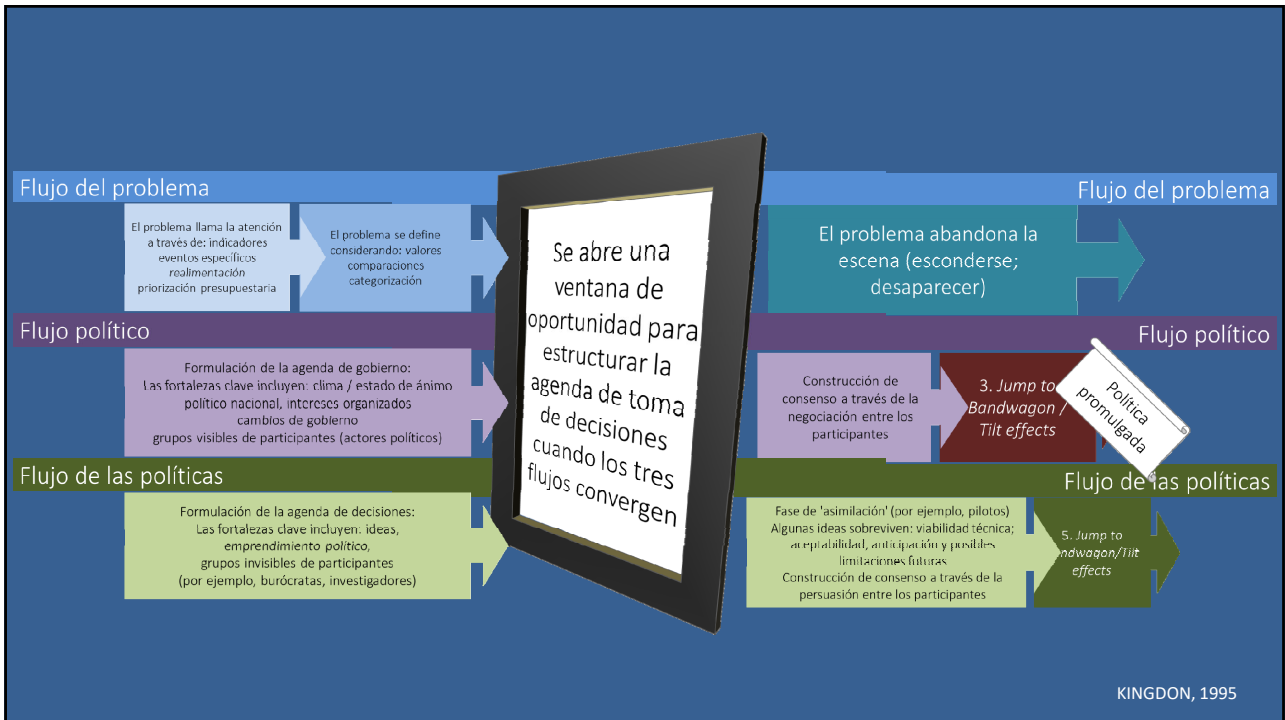 Flujo del problema
El problema llama la atención
a través de: indicadores
eventos específicos
realimentación
priorización presupuestaria
El problema se define
considerando: valores
comparaciones
categorización
Flujo político
Formulación de la agenda de gobierno:
Las fortalezas clave incluyen: clima / estado de ánimo
político nacional, intereses organizados
cambios de gobierno
grupos visibles de participantes (actores políticos)
Flujo de las políticas
Formulación de la agenda de decisiones:
Las fortalezas clave incluyen: ideas,
emprendimiento político,
grupos invisibles de participantes
(por ejemplo, burócratas, investigadores)
Se abre una
ventana de
oportunidad para
estructurar la
agenda de toma
de decisiones
cuando los tres
flujos convergen
Flujo del problema
El problema abandona la
escena (esconderse;
desaparecer)
Flujo político
Construcción de
consenso a través de la
negociación entre los
participantes
3. Jump to
Bandwagon /
Tilt effects
Política
promulgada
Flujo de las políticas
Fase de 'asimilación' (por ejemplo, pilotos)
Algunas ideas sobreviven: viabilidad técnica;
aceptabilidad, anticipación y posibles
limitaciones futuras
Construcción de consenso a través de la
persuasión entre los participantes
5. Jump to
ndwagon/Tilt
effects
KINGDON, 1995